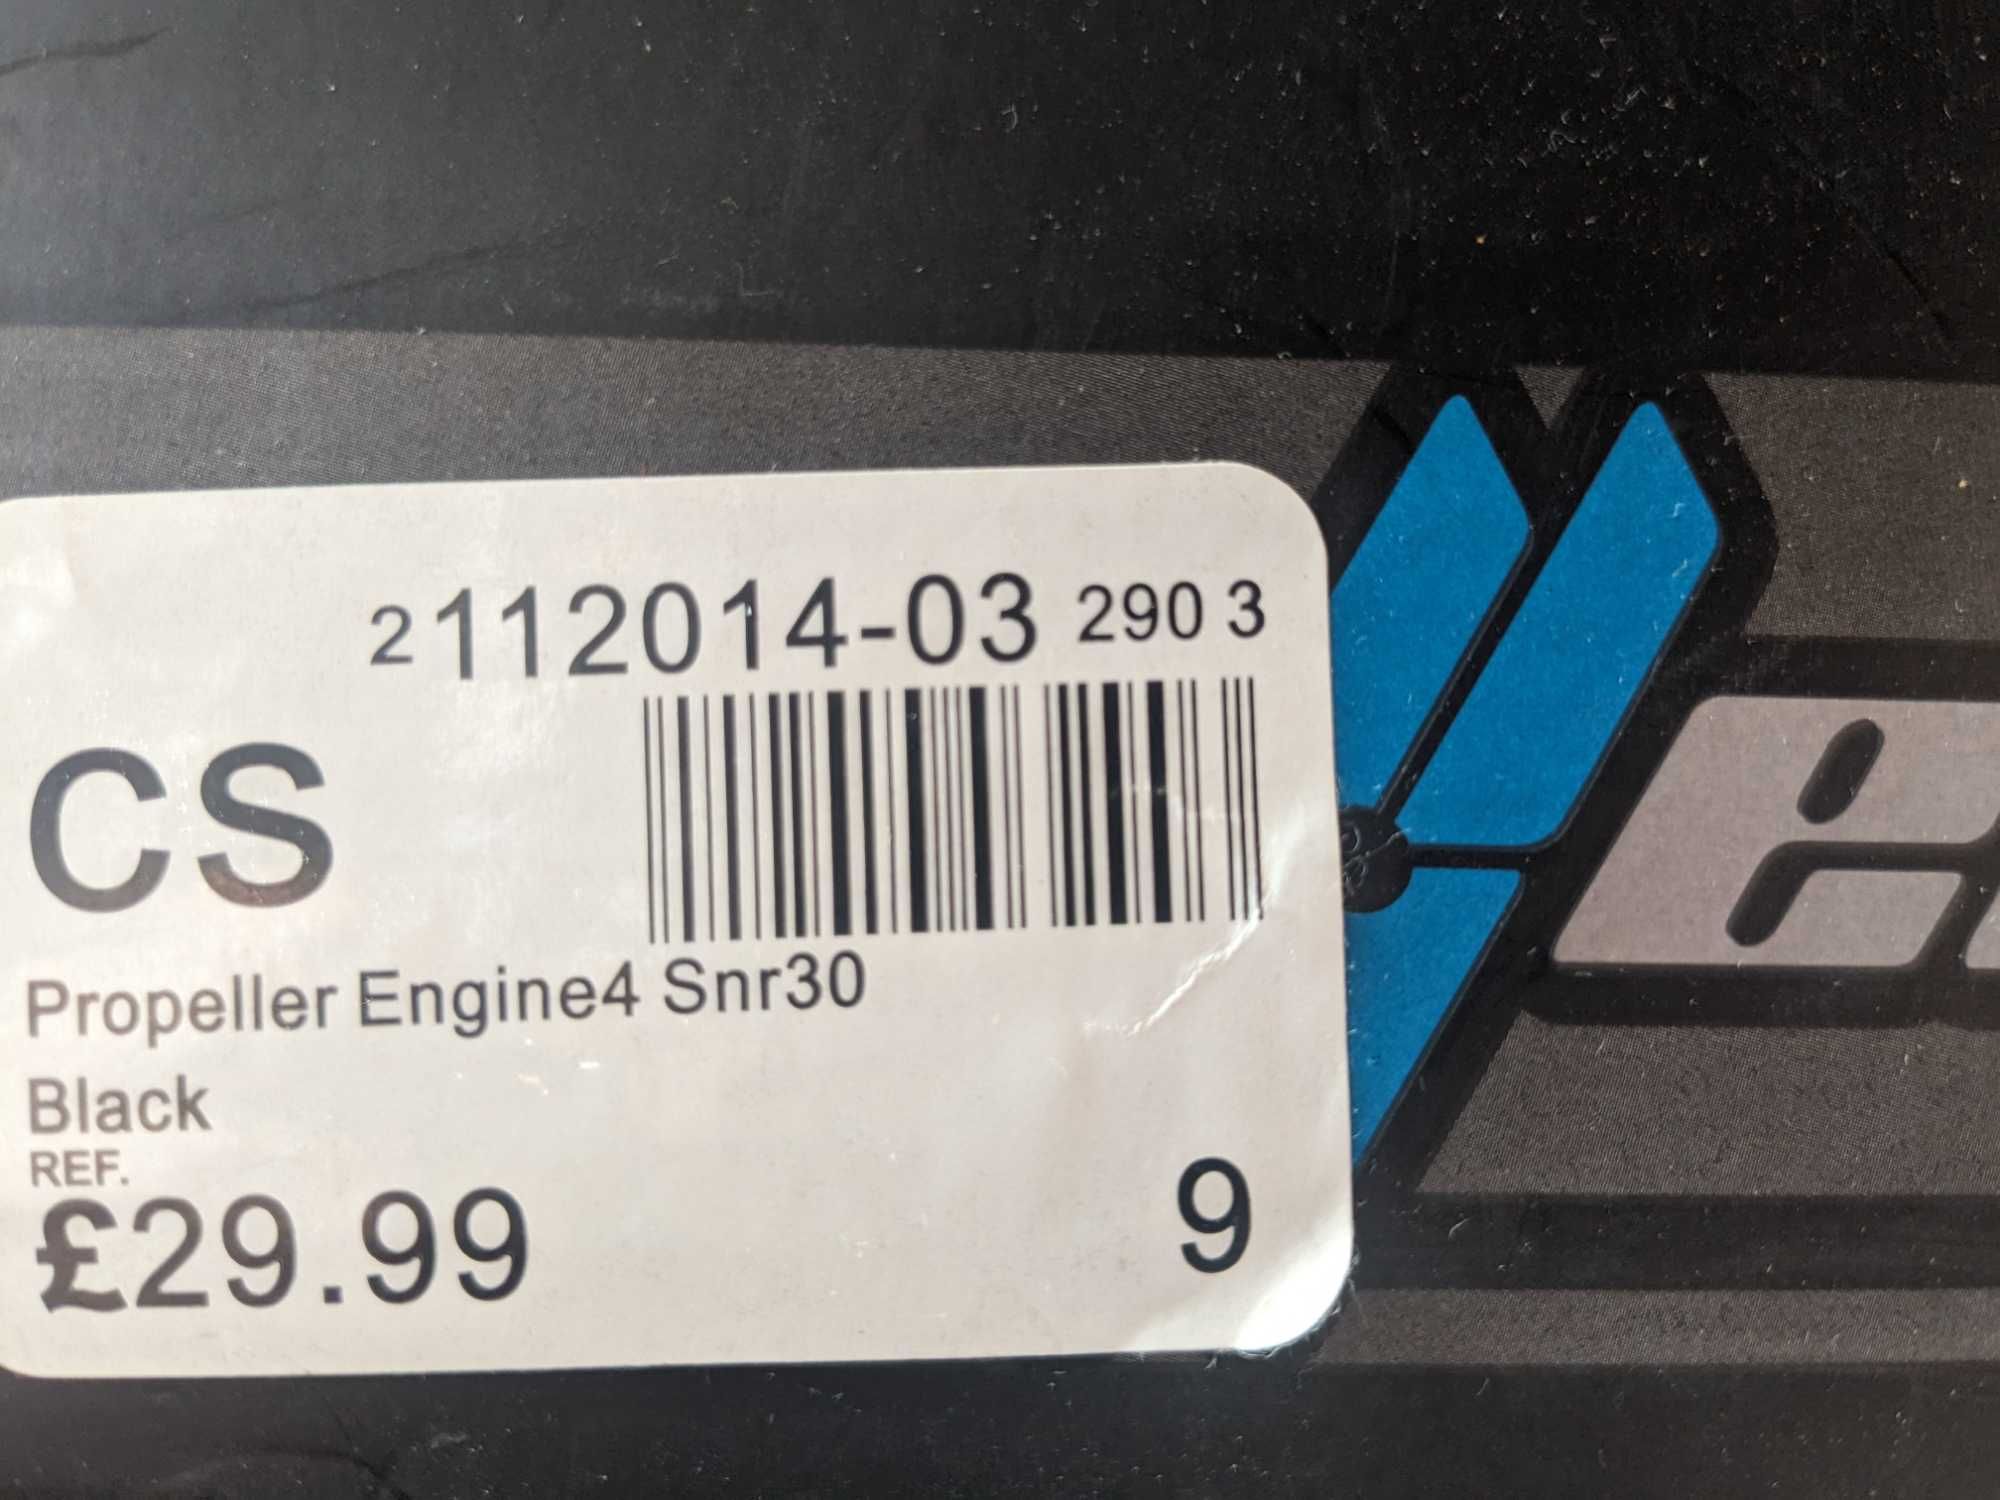 2112014-03 290 3
CS
Propeller Engine4 Snr30
Black
REF.
£29.99
9